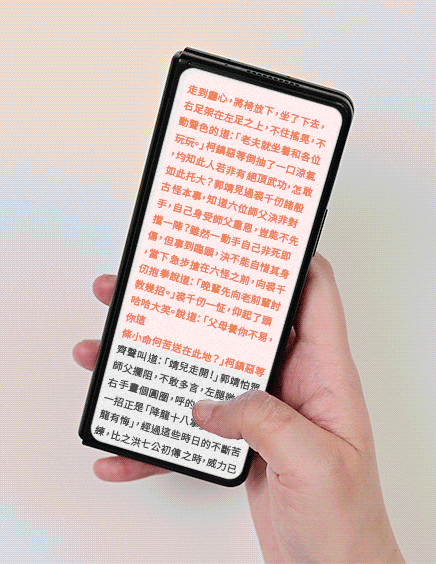 走到廳心，將椅放下，坐了下去，
右足架在左足之上，不住搖晃，不
動聲色的道：「老夫就坐着和各位
玩玩。」柯鎮惡等倒抽了一口涼氣
，均知此人若非有絕頂武功，怎敢
如此托大？郭靖見過裘千仞諸般
古怪本事，知道六位師父決非對
手，自己身受師父重恩，豈能不先
擋一陣？雖然一動手自己非死即
傷，但事到臨頭，決不能自惜其身
，當下急步搶在六怪之前，向裘千
仞抱拳說道：「晚輩先向老前輩討
教幾招。」裘千仞一怔，仰起了頭
哈哈大笑。說道：「父母養你不易，
你這
條小命何苦送在此地？」柯鎮惡等
齊聲叫道：「靖兒走開！」郭靖怕眾
師父攔阻，不敢多言，左腿微
右手畫個圓圈，呼的
一招正是「降龍十八掌
龍有悔」，經過這些時日的不斷苦
練，比之洪七公初傳之時，威力已